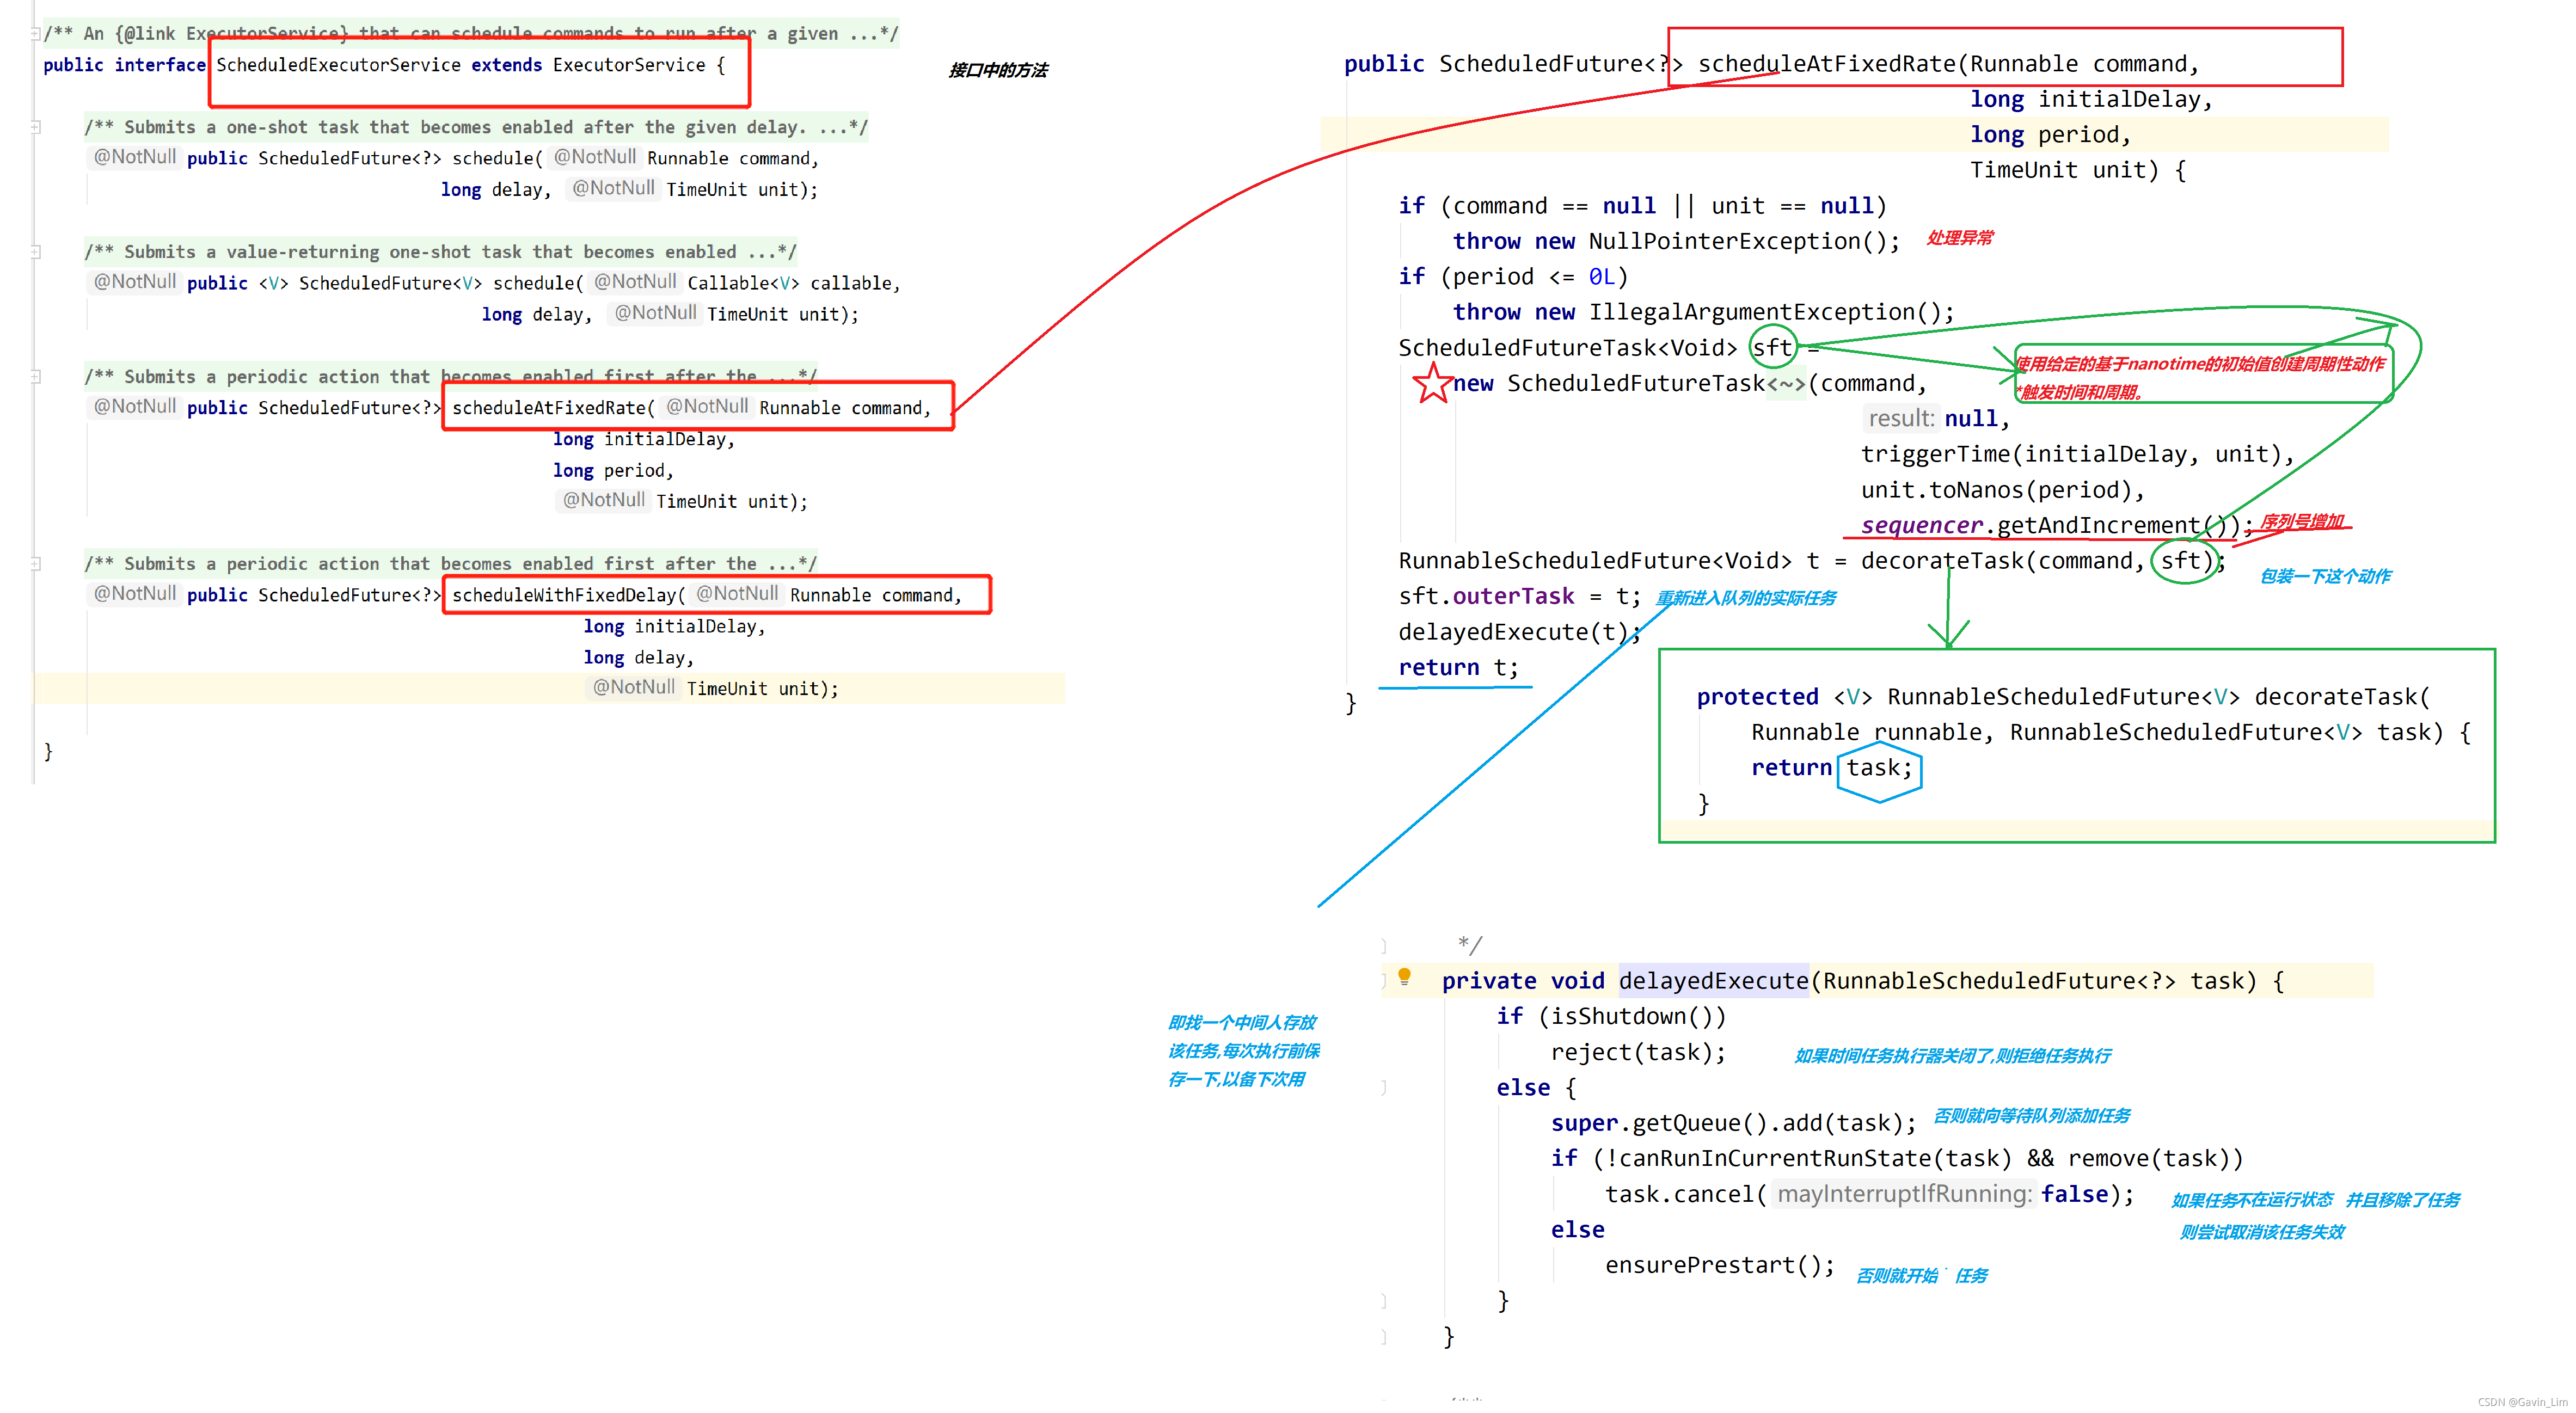 /** An {@link ExecutorService} that can schedule commands to run after a given ...*/
public interface ScheduledExecutorService extends ExecutorService {
接口中的方法
/** Submits a one-shot task that becomes enabled after the given delay. ...*/
@NotNull public ScheduledFuture<?> schedule( @NotNull Runnable command,
long delay, @NotNull TimeUnit unit);
/** Submits a value-returning one-shot task that becomes enabled ...*/
@NotNull public <V> ScheduledFuture<V> schedule( @NotNull Callable<V> callable,
long delay, @NotNull TimeUnit unit);
/** Submits a periodic action that becomes enabled first after the ...*/
@NotNull public ScheduledFuture<?> scheduleAtFixedRate( @NotNull Runnable command,
long initialDelay,
long period,
@NotNull TimeUnit unit);
/** Submits a periodic action that becomes enabled first after the ...*/
@NotNull public ScheduledFuture<?> scheduleWithFixedDelay( @NotNull Runnable command,
long initialDelay,
long delay,
@NotNull TimeUnit unit);
}
public ScheduledFuture<?> scheduleAtFixedRate(Runnable command,
long initialDelay,
long period,
TimeUnit unit) {
if (command == null || unit == null)
throw new NullPointerException(); 处理异常
if (period <= 0L)
throw new IllegalArgumentException();
ScheduledFutureTask<Void> sft =
使用给定的基于nanotime的初始值创建周期性动作
*触发时间和周期。
new ScheduledFutureTask<~>(command,
result: null,
triggerTime(initialDelay, unit),
unit.toNanos(period),
sequencer.getAndIncrement()); 序列号增加
RunnableScheduledFuture<Void> t = decorateTask(command, sft); 包装一下这个动作
sft.outerTask = t; 重新进入队列的实际任务
delayedExecute(t);
return t;
}
protected <V> RunnableScheduledFuture<V> decorateTask(
Runnable runnable, RunnableScheduledFuture<V> task) {
return task;
}
即找一个中间人存放
该任务,每次执行前保
存一下,以备下次用
*/
private void delayedExecute(RunnableScheduledFuture<?> task) {
if (isShutdown())
reject(task); 如果时间任务执行器关闭了,则拒绝任务执行
else {
super.getQueue().add(task); 否则就向等待队列添加任务
if (!canRunInCurrentRunState(task) && remove(task))
task.cancel( mayInterruptIfRunning: false); 如果任务不在运行状态 并且移除了任务
则尝试取消该任务失效
else
ensurePrestart(); 否则就开始 任务
}
}
CSDN @Gavin_Lim